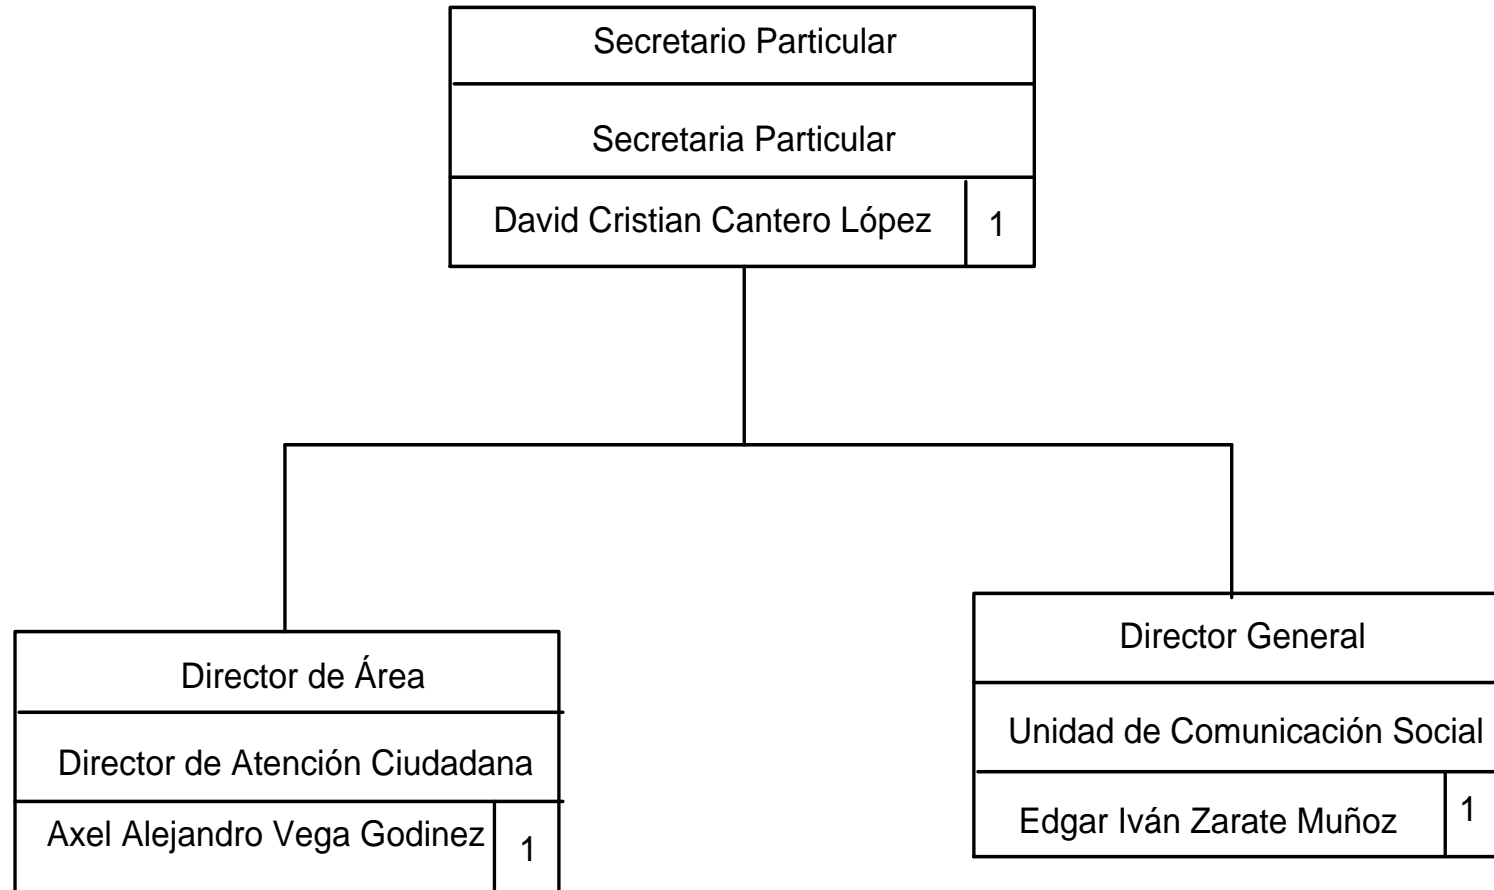 Secretario Particular
Secretaria Particular
David Cristian Cantero López 1
Director de Área
Director de Atención Ciudadana
Axel Alejandro Vega Godinez 1
Director General
Unidad de Comunicación Social
Edgar Iván Zarate Muñoz 1